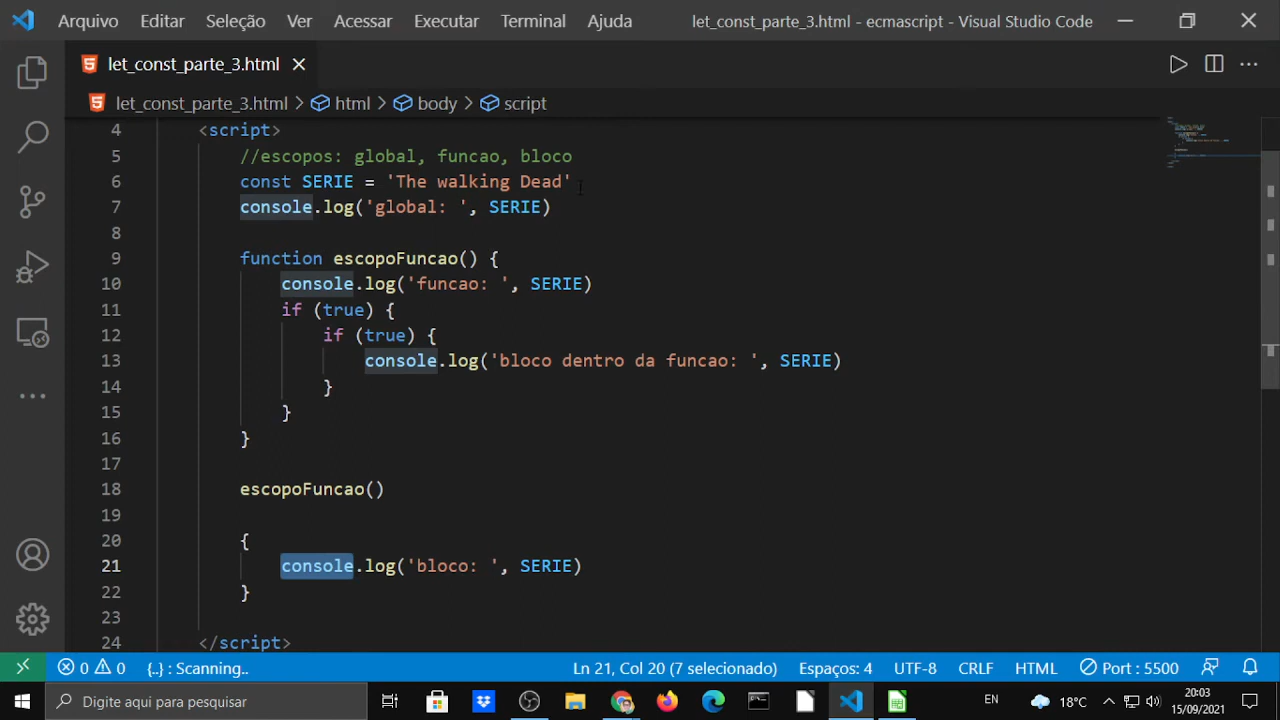 Arquivo Editar Seleção Ver Acessar Executar Terminal Ajuda let_const_parte_3.html - ecmascript - Visual Studio Code
let_const_parte_3.html
let_const_parte_3.html > html > body > script
4 <script>
5 //escopos: global, funcao, bloco
6 const SERIE = 'The walking Dead'
7 console.log('global: ', SERIE)
8
9 function escopoFuncao() {
10 console.log('funcao: ', SERIE)
11 if (true) {
12 if (true) {
13 console.log('bloco dentro da funcao: ', SERIE)
14 }
15 }
16 }
17
18 escopoFuncao()
19
20 {
21 console.log('bloco: ', SERIE)
22 }
23
24 </script>
0 0 {..} : Scanning.. Ln 21, Col 20 (7 selecionado) Espaços: 4 UTF-8 CRLF HTML Port : 5500
Digite aqui para pesquisar EN 18°C 20:03
15/09/2021